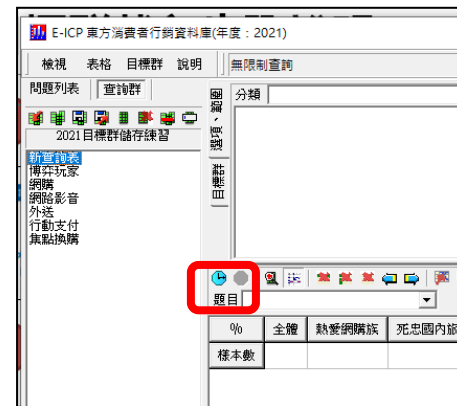 E-ICP 東方消費者行銷資料庫(年度：2021)
檢視 表格 目標群 說明 無限制查詢
問題列表 查詢群
分類
選項、範圍
目標群
2021目標群儲存練習
新查詢表
博弈玩家
網購
網路影音
外送
行動支付
集點換購
題目
% 全體 熱愛網購族 死忠國內旅
樣本數